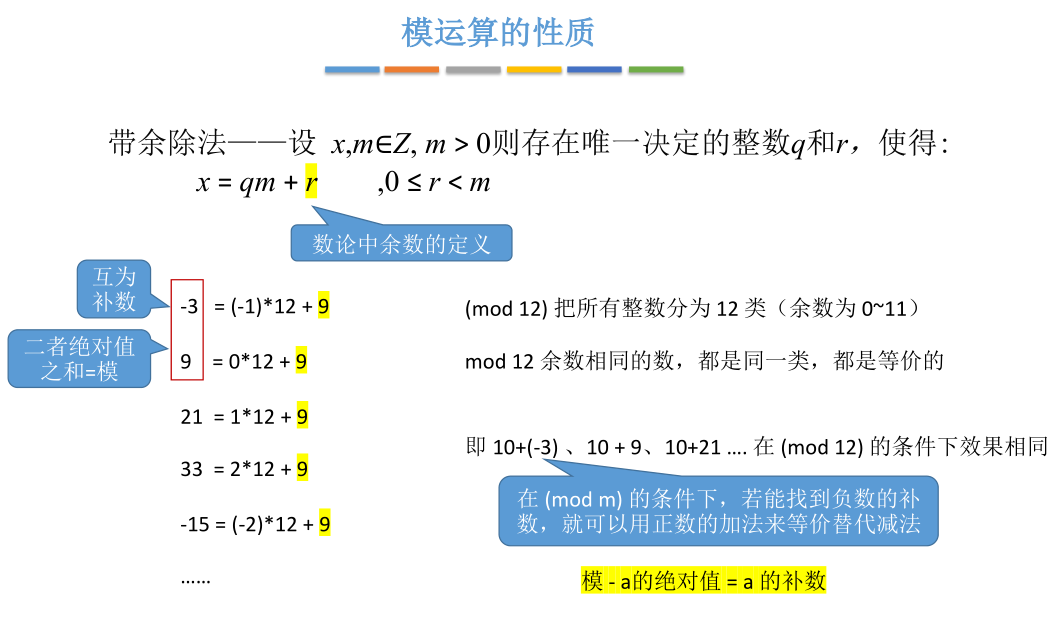 模运算的性质
带余除法——设 x,m∈Z, m > 0则存在唯一决定的整数q和r，使得:
x = qm + r ,0 ≤ r < m
数论中余数的定义
互为
补数
二者绝对值
之和=模
-3 = (-1)*12 + 9
9 = 0*12 + 9
21 = 1*12 + 9
33 = 2*12 + 9
-15 = (-2)*12 + 9
……
(mod 12) 把所有整数分为 12 类（余数为 0~11）
mod 12 余数相同的数，都是同一类，都是等价的
即 10+(-3) 、10 + 9、10+21 …. 在 (mod 12) 的条件下效果相同
在 (mod m) 的条件下，若能找到负数的补
数，就可以用正数的加法来等价替代减法
模 - a的绝对值 = a 的补数